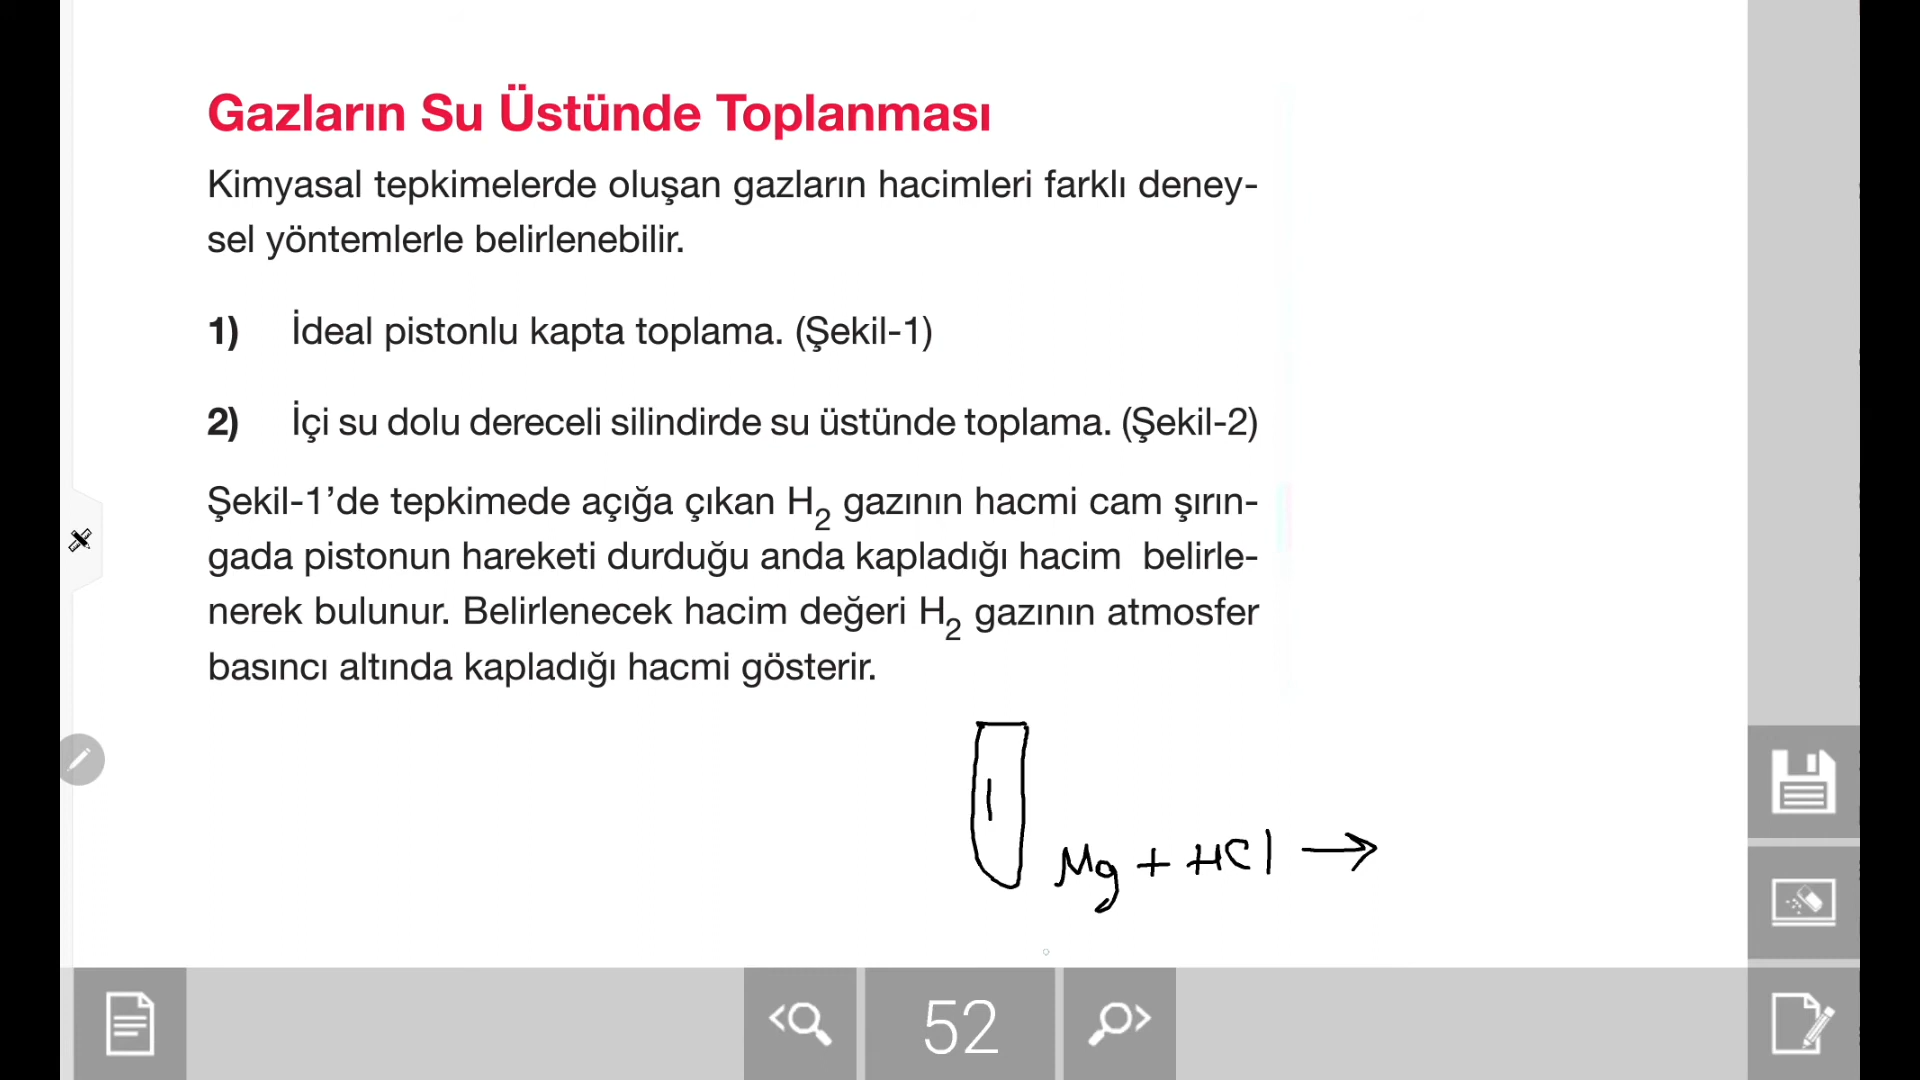 Gazların Su Üstünde Toplanması
Kimyasal tepkimelerde oluşan gazların hacimleri farklı deney-
sel yöntemlerle belirlenebilir.
1) İdeal pistonlu kapta toplama. (Şekil-1)
2) İçi su dolu dereceli silindirde su üstünde toplama. (Şekil-2)
Şekil-1’de tepkimede açığa çıkan H₂ gazının hacmi cam şırın-
gada pistonun hareketi durduğu anda kapladığı hacim belirle-
nerek bulunur. Belirlenecek hacim değeri H₂ gazının atmosfer
basıncı altında kapladığı hacmi gösterir.
Mg + HCl →
52